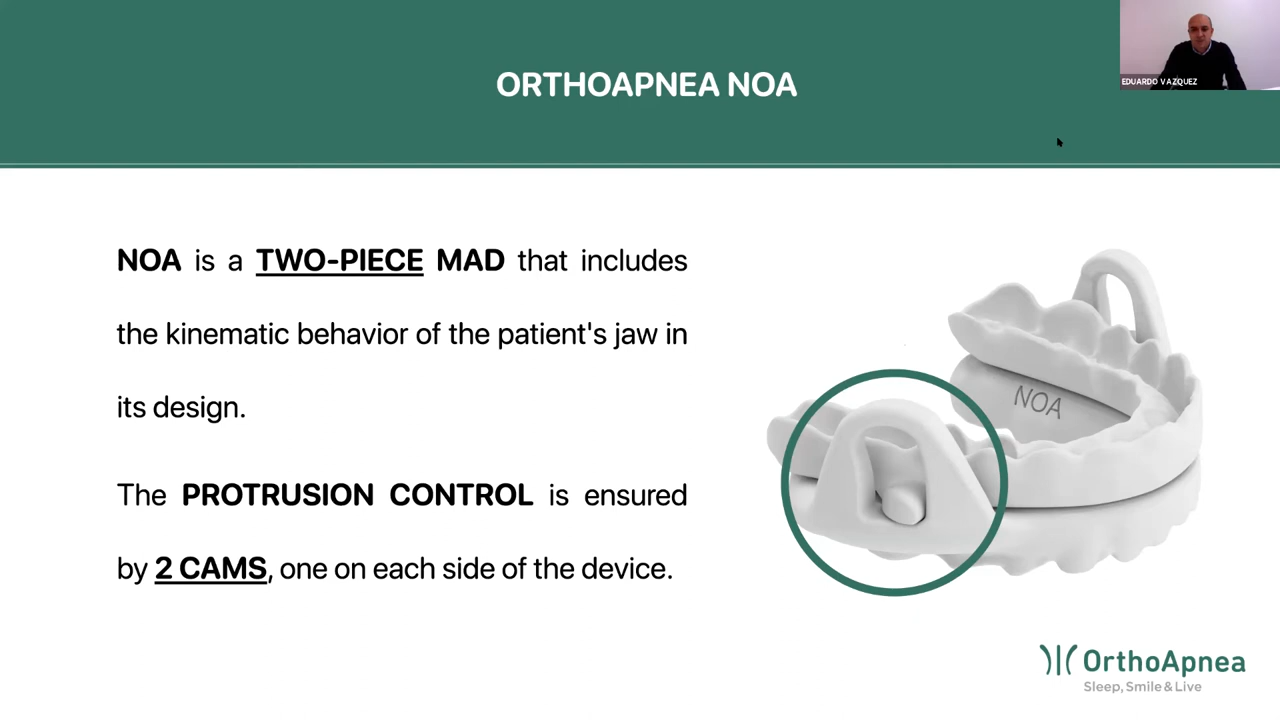 ORTHOAPNEA NOA
EDUARDO VAZQUEZ
NOA is a TWO-PIECE MAD that includes
the kinematic behavior of the patient's jaw in
its design.
The PROTRUSION CONTROL is ensured
by 2 CAMS, one on each side of the device.
NOA
OrthoApnea
Sleep, Smile & Live